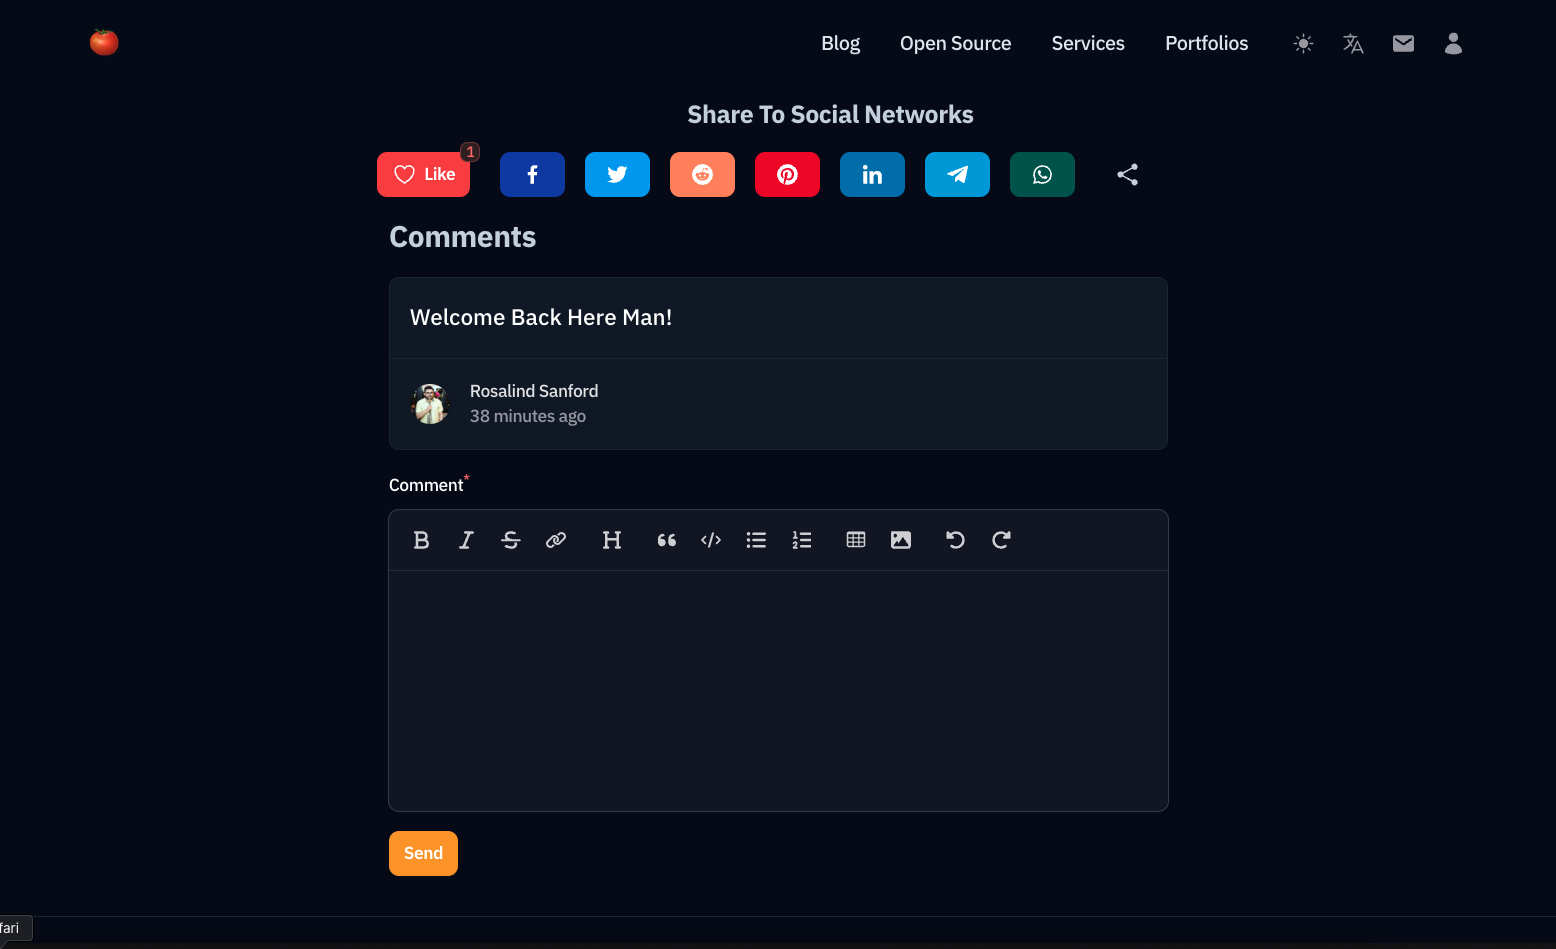 Blog Open Source Services Portfolios
Share To Social Networks
Like 1
Comments
Welcome Back Here Man!
Rosalind Sanford
38 minutes ago
Comment*
Send